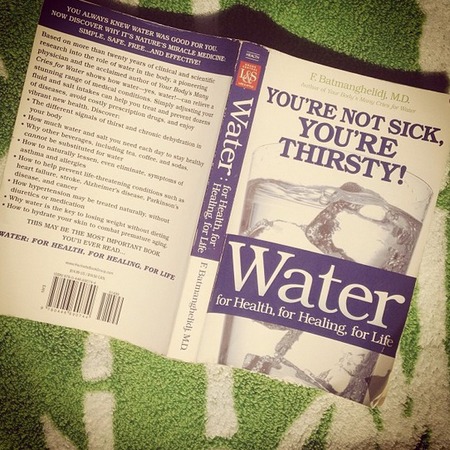 YOU ALWAYS KNEW WATER WAS GOOD FOR YOU.
NOW DISCOVER WHY IT'S NATURE'S MIRACLE MEDICINE
SIMPLE, SAFE, FREE...AND EFFECTIVE!
Based on more than twenty years of clinical and scientific
research into the role of water in the body, a pioneering
physician and the acclaimed author of Your Body's Many
Cries for Water shows how water—yes, water—can relieve a
stunning range of medical conditions. Simply adjusting your
fluid and salt intakes can help you treat and prevent dozens
of diseases, avoid costly prescription drugs, and enjoy
vibrant new health. Discover:
• The different signals of thirst and chronic dehydration in
your body
• How much water and salt you need each day to stay healthy
• Why other beverages, including tea, coffee, and sodas,
cannot be substituted for water
asthma and allergies
• How to help prevent life-threatening conditions such as
heart failure, stroke, Alzheimer's disease, Parkinson's
disease, and cancer
• How hypertension may be treated naturally, without
diuretics or medication
• Why water is the key to losing weight without dieting
• How to hydrate your skin to combat premature aging.
THIS MAY BE THE MOST IMPORTANT BOOK
YOU'LL EVER READ.
WATER: FOR HEALTH, FOR HEALING, FOR LIFE
Water: for Health, for
Healing, for Life
F. Batmanghelidj, M.D.
F. Batmanghelidj, M.D.
Author of Your Body's Many Cries for Water
YOU'RE NOT SICK,
YOU'RE
THIRSTY!
Water
for Health, for Healing, for Life